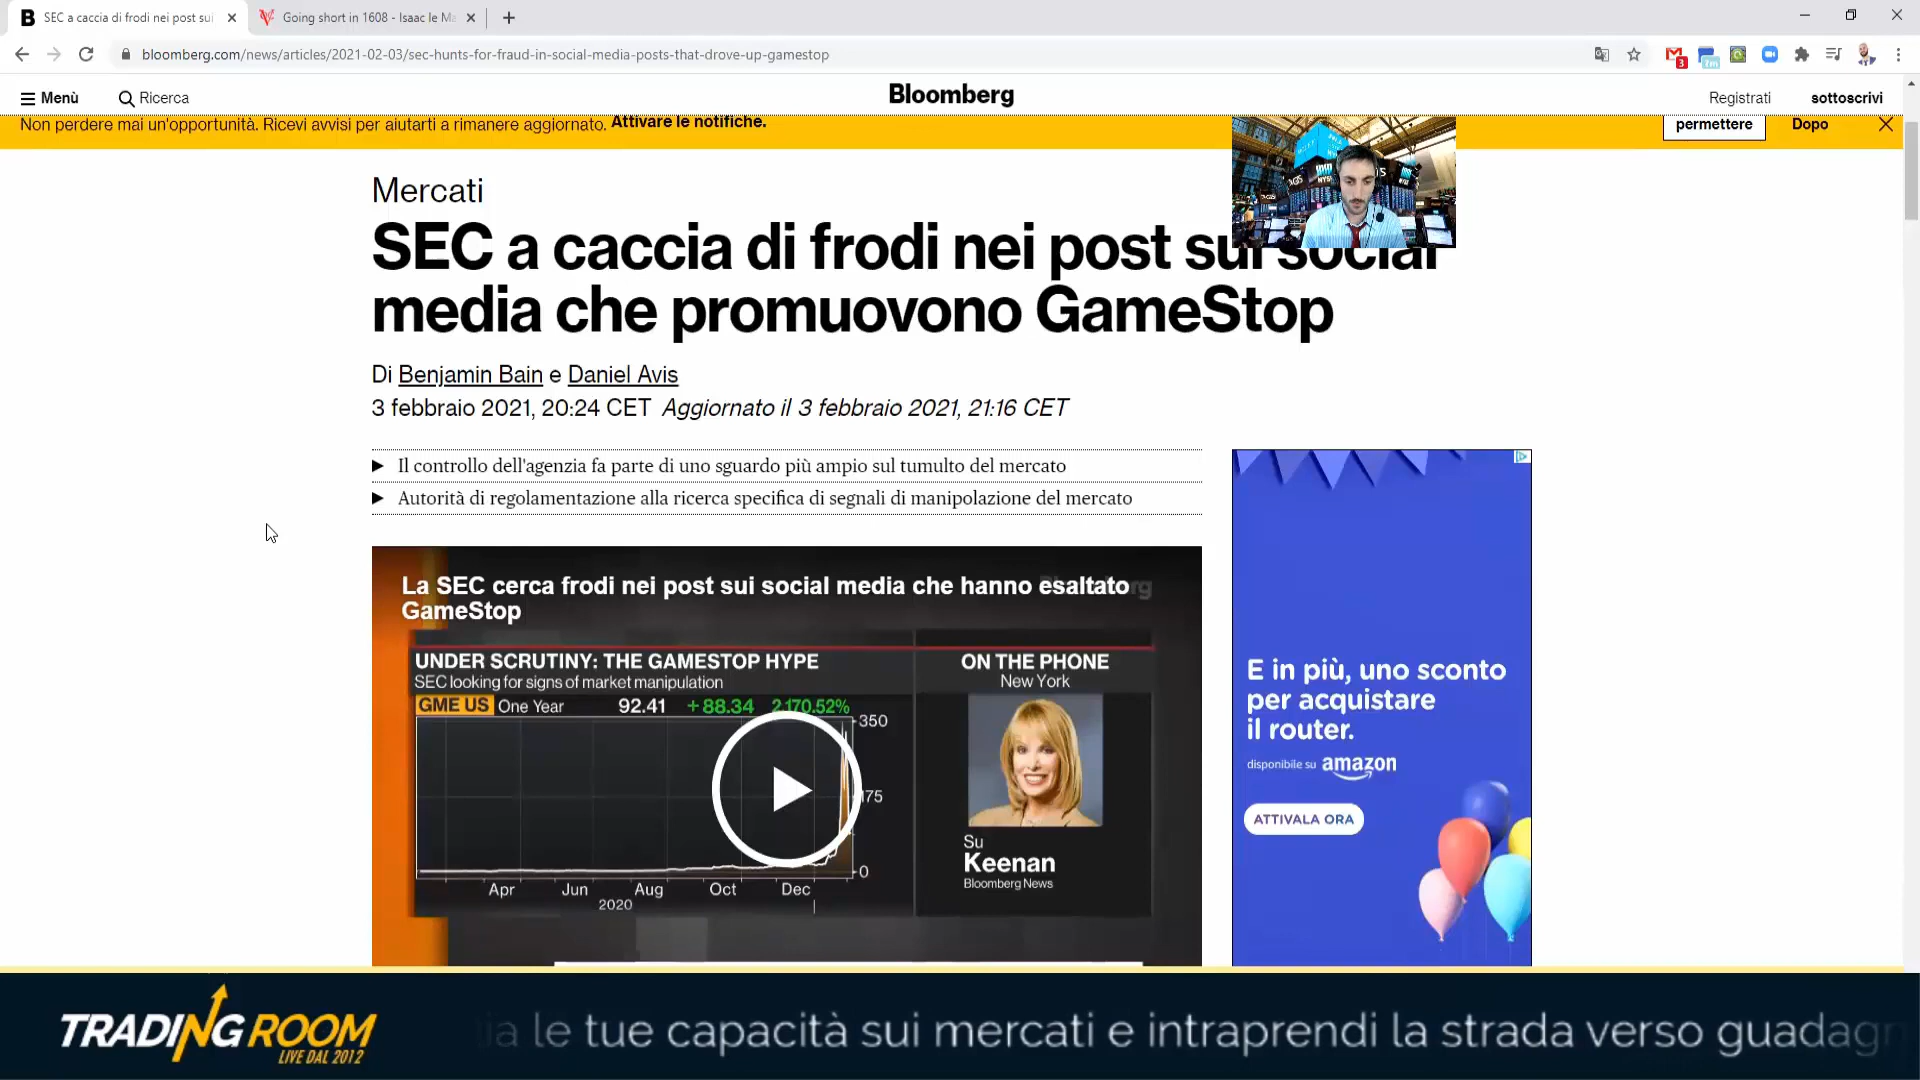 SEC a caccia di frodi nei post sui
Going short in 1608 - Isaac le Ma
bloomberg.com/news/articles/2021-02-03/sec-hunts-for-fraud-in-social-media-posts-that-drove-up-gamestop
3
1m
Menù
Ricerca
Bloomberg
Registrati
sottoscrivi
Non perdere mai un'opportunità. Ricevi avvisi per aiutarti a rimanere aggiornato. Attivare le notifiche.
permettere
Dopo
Mercati
SEC a caccia di frodi nei post sui social
media che promuovono GameStop
Di Benjamin Bain e Daniel Avis
3 febbraio 2021, 20:24 CET Aggiornato il 3 febbraio 2021, 21:16 CET
Il controllo dell'agenzia fa parte di uno sguardo più ampio sul tumulto del mercato
Autorità di regolamentazione alla ricerca specifica di segnali di manipolazione del mercato
La SEC cerca frodi nei post sui social media che hanno esaltato
GameStop
UNDER SCRUTINY: THE GAMESTOP HYPE
SEC looking for signs of market manipulation
GME US One Year 92.41 +88.34 2,170.52%
350
175
0
Apr Jun Aug Oct Dec
2020
ON THE PHONE
New York
Su
Keenan
Bloomberg News
E in più, uno sconto
per acquistare
il router.
disponibile su amazon
ATTIVALA ORA
TRADING ROOM
LIVE DAL 2012
le tue capacità sui mercati e intraprendi la strada verso guadagn